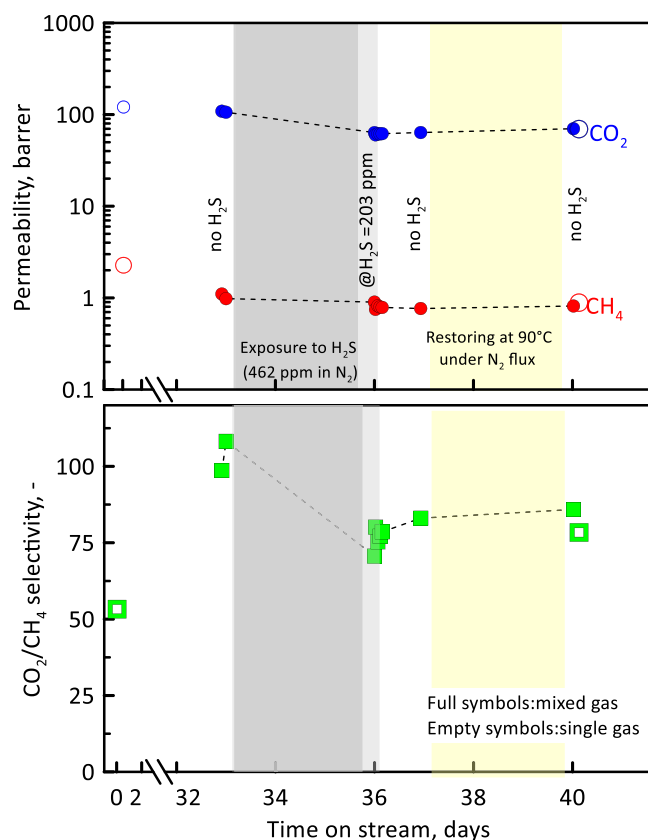 1000
100
10
1
0.1
Permeability, barrer
no H₂S
@H₂S =203 ppm
no H₂S
no H₂S
CO₂
CH₄
Exposure to H₂S
(462 ppm in N₂)
Restoring at 90°C
under N₂ flux
100
75
50
25
0
CO₂/CH₄ selectivity, -
Full symbols:mixed gas
Empty symbols:single gas
0 2 32 34 36 38 40
Time on stream, days